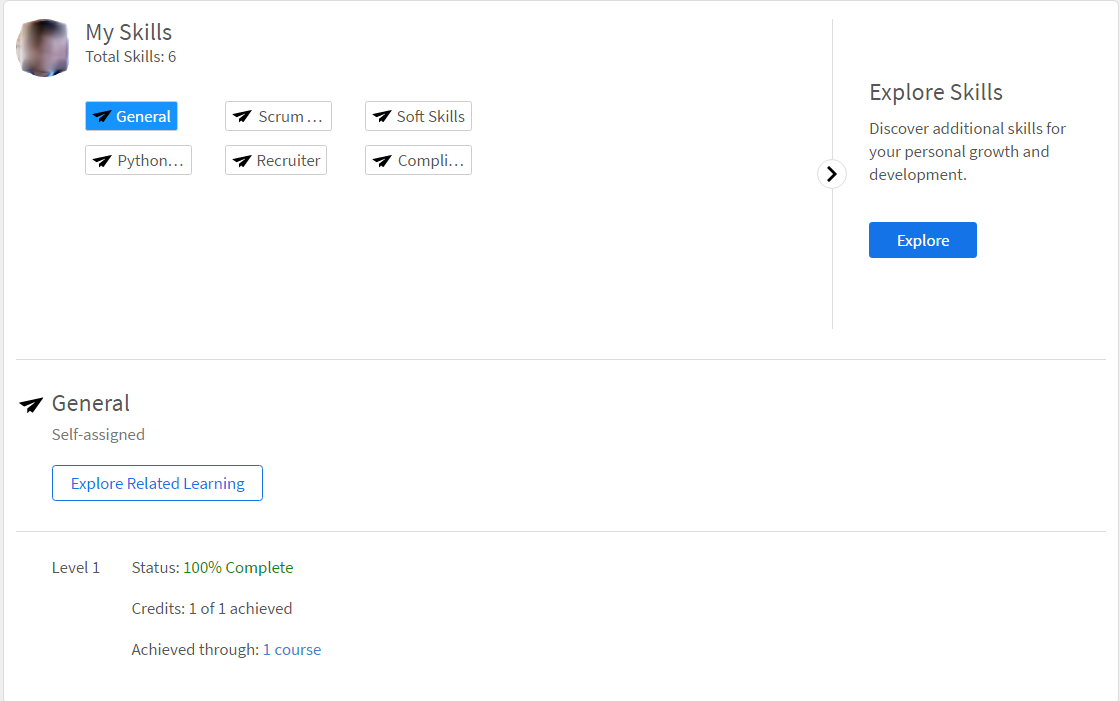 My Skills
Total Skills: 6
General
Scrum ...
Soft Skills
Python...
Recruiter
Compli...
Explore Skills
Discover additional skills for
your personal growth and
development.
Explore
General
Self-assigned
Explore Related Learning
Level 1
Status: 100% Complete
Credits: 1 of 1 achieved
Achieved through: 1 course